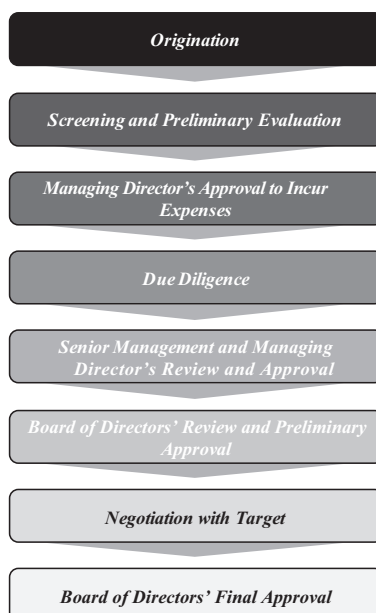 Origination
Screening and Preliminary Evaluation
Managing Director's Approval to Incur
Expenses
Due Diligence
Senior Management and Managing
Director's Review and Approval
Board of Directors' Review and Preliminary
Approval
Negotiation with Target
Board of Directors' Final Approval